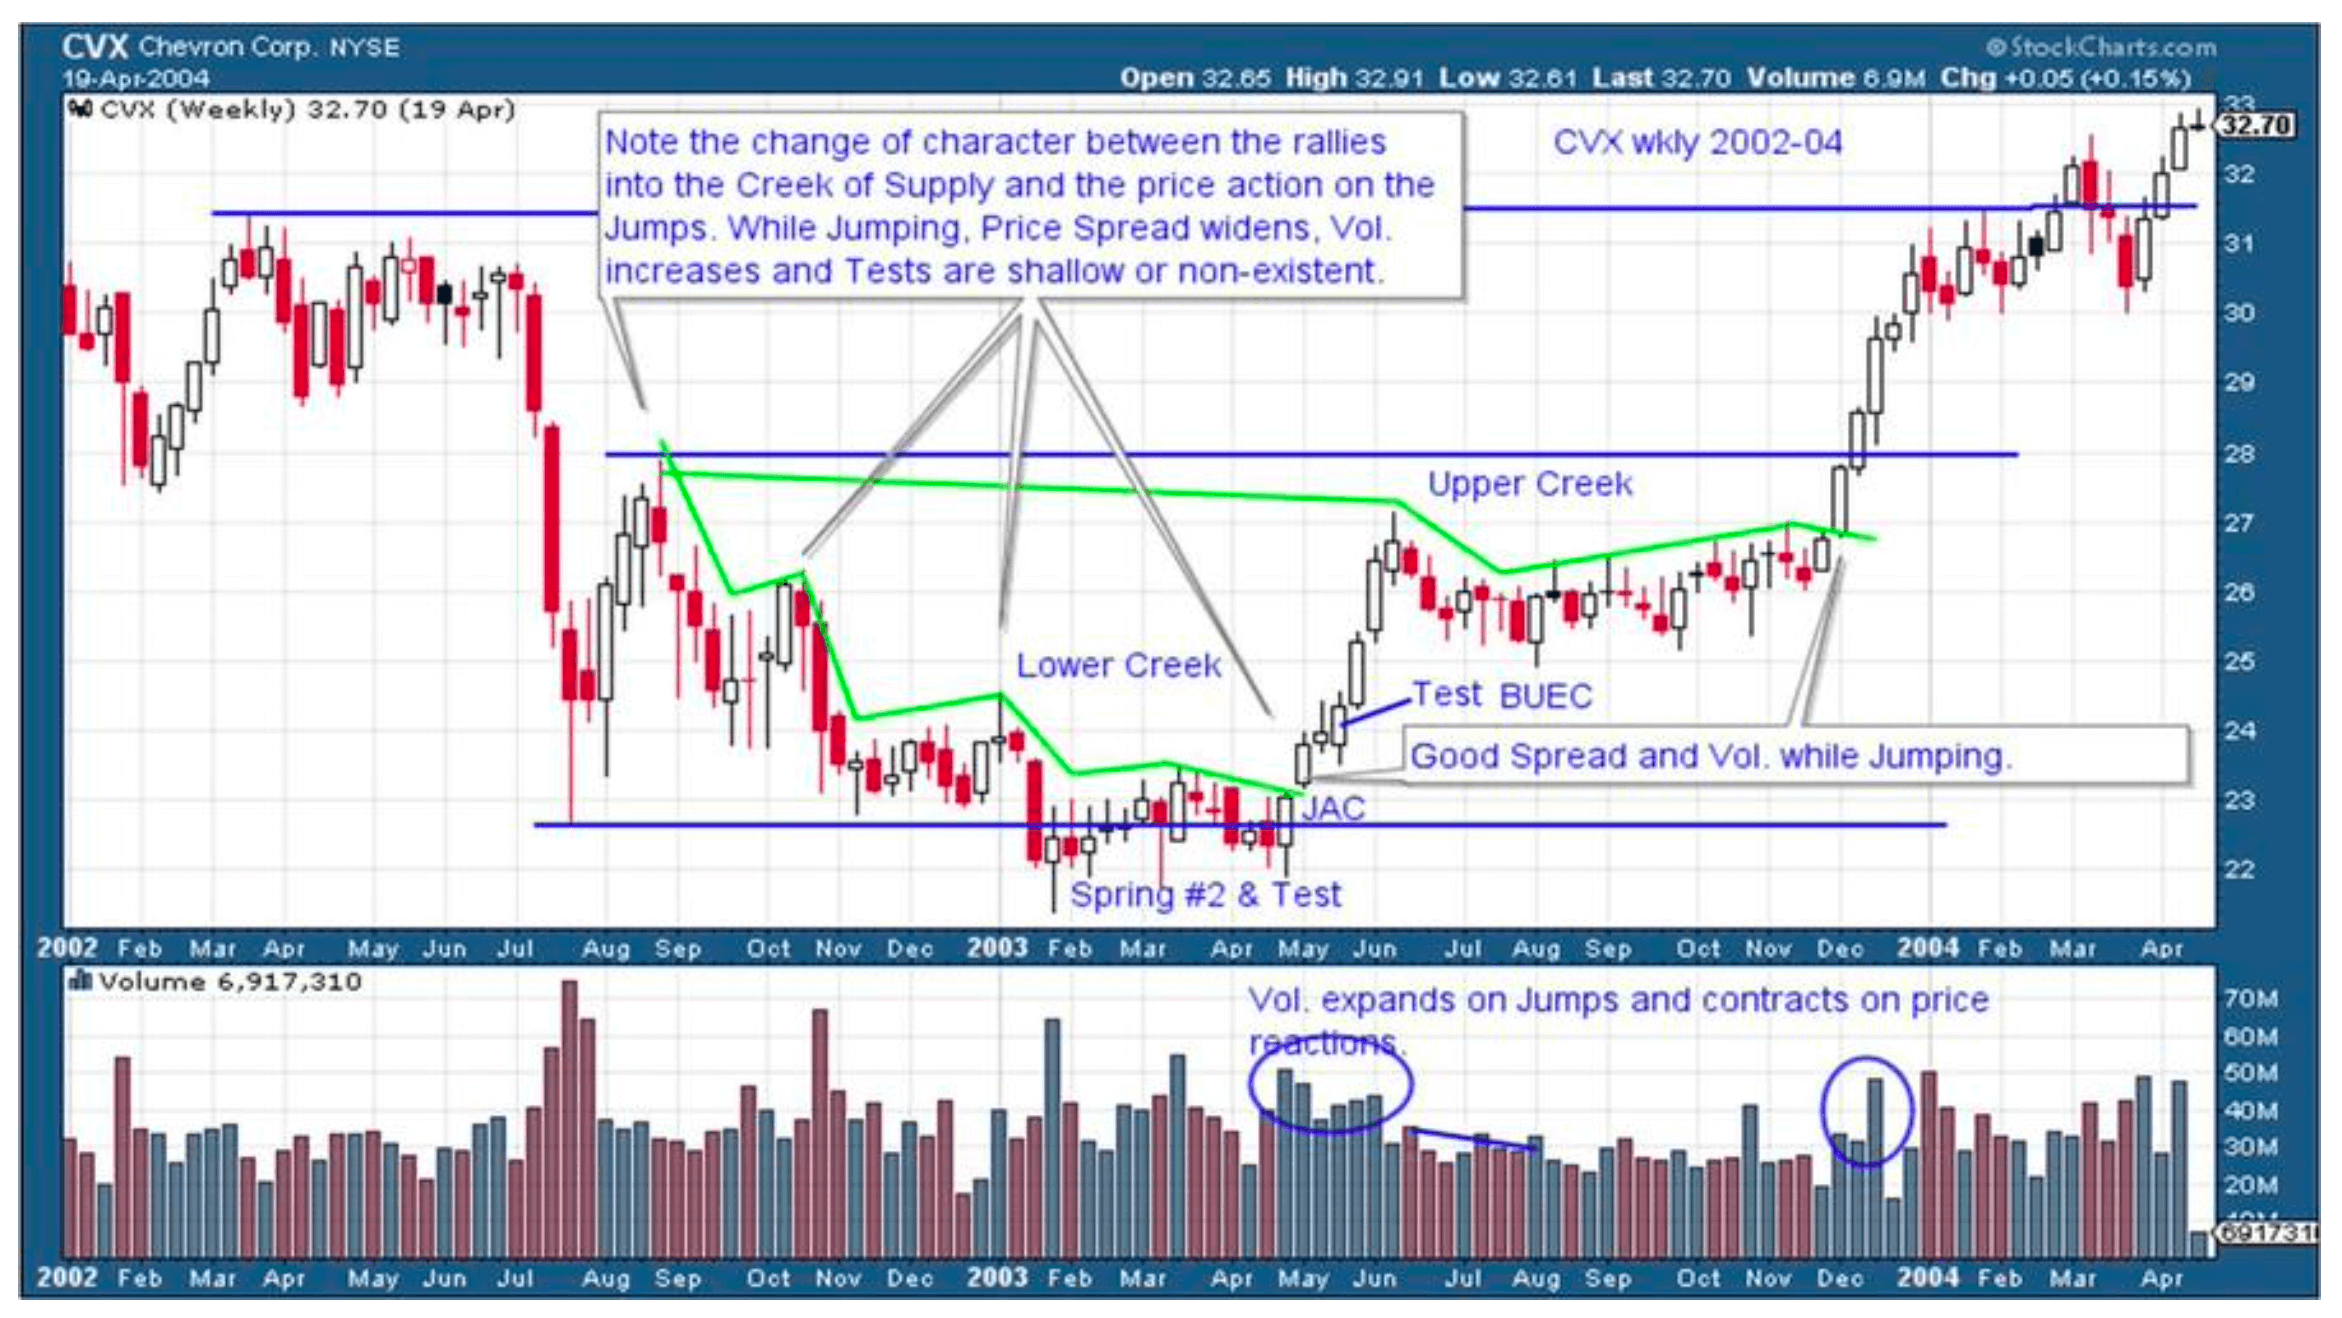 CVX Chevron Corp. NYSE
©StockCharts.com
19-Apr-2004
Open 32.65 High 32.91 Low 32.61 Last 32.70 Volume 6.9M Chg +0.05 (+0.15%)
CVX (Weekly) 32.70 (19 Apr)
Note the change of character between the rallies
into the Creek of Supply and the price action on the
Jumps. While Jumping, Price Spread widens, Vol.
increases and Tests are shallow or non-existent.
CVX wkly 2002-04
33
32.70
32
31
30
29
28
Upper Creek
27
26
Lower Creek
25
Test BUEC
24
Good Spread and Vol. while Jumping.
23
JAC
22
Spring #2 & Test
2002 Feb Mar Apr May Jun Jul Aug Sep Oct Nov Dec 2003 Feb Mar Apr May Jun Jul Aug Sep Oct Nov Dec 2004 Feb Mar Apr
Volume 6,917,310
Vol. expands on Jumps and contracts on price
reactions.
70M
60M
50M
40M
30M
20M
2002 Feb Mar Apr May Jun Jul Aug Sep Oct Nov Dec 2003 Feb Mar Apr May Jun Jul Aug Sep Oct Nov Dec 2004 Feb Mar Apr